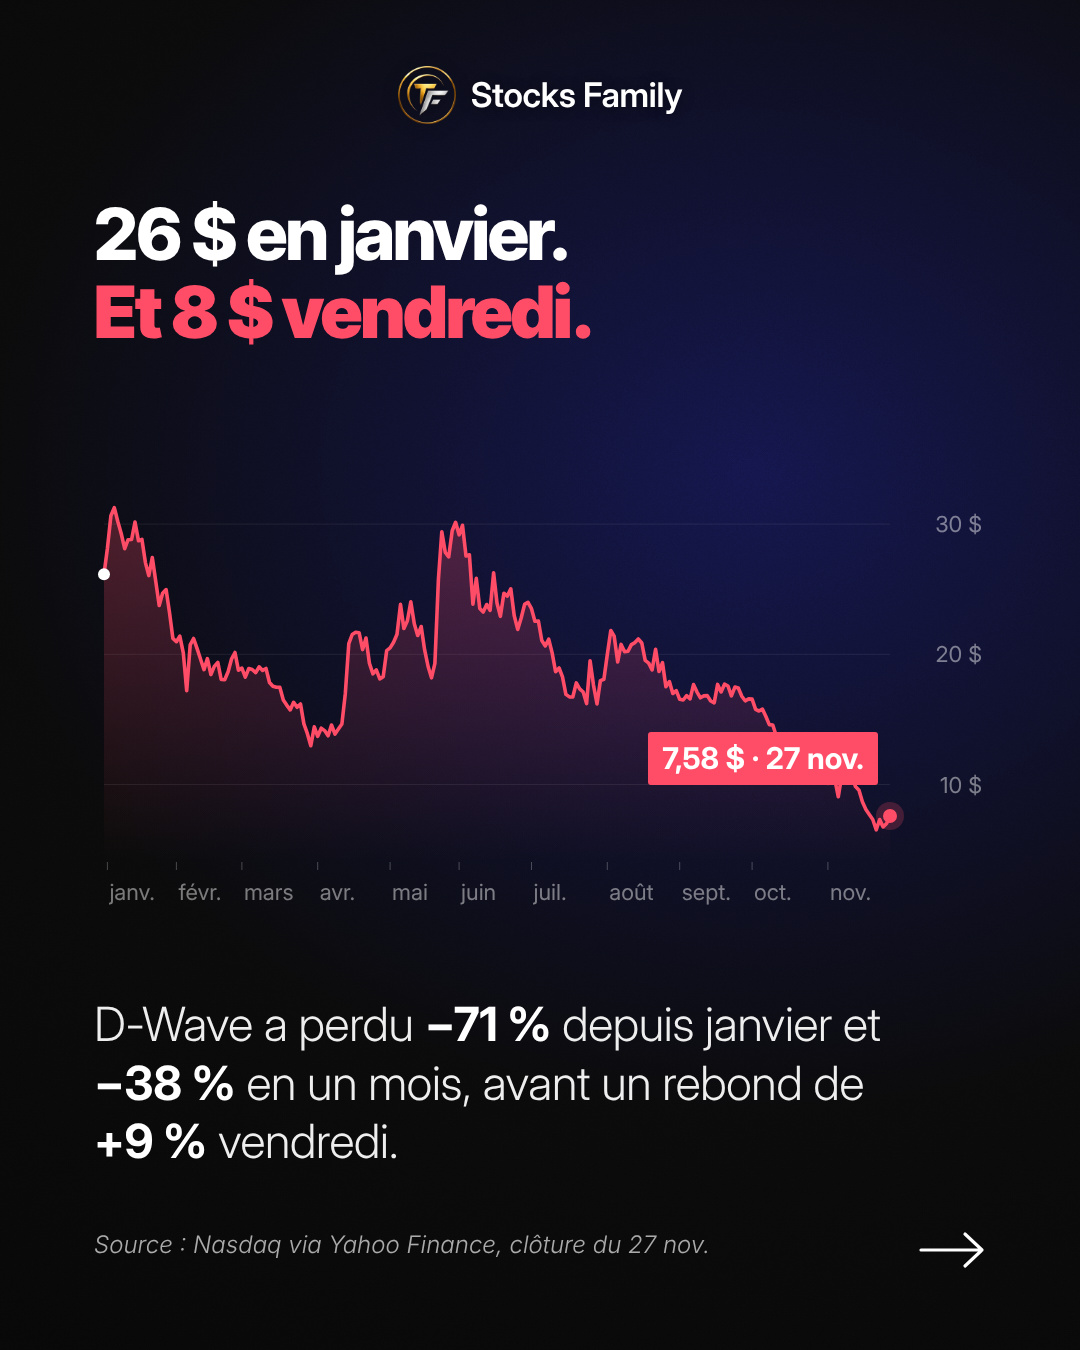 TF Stocks Family
26 $ en janvier.
Et 8 $ vendredi.
30 $
20 $
7,58 $ · 27 nov.
10 $
janv. févr. mars avr. mai juin juil. août sept. oct. nov.
D-Wave a perdu −71 % depuis janvier et
−38 % en un mois, avant un rebond de
+9 % vendredi.
Source : Nasdaq via Yahoo Finance, clôture du 27 nov.